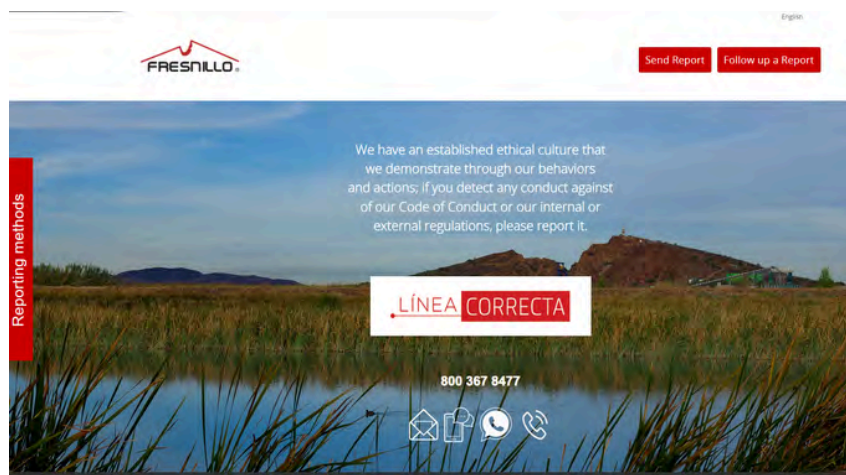 English
FRESNILLO
Send Report
Follow up a Report
We have an established ethical culture that
we demonstrate through our behaviors
and actions; if you detect any conduct against
of our Code of Conduct or our internal or
external regulations, please report it.
Reporting methods
LÍNEA CORRECTA
800 367 8477